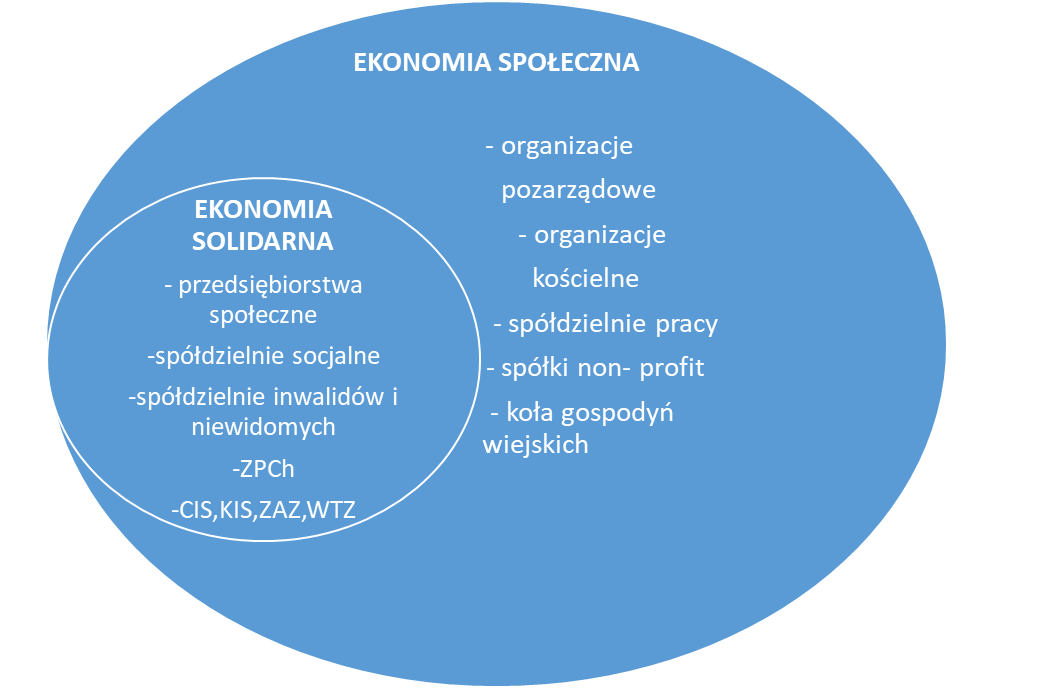 EKONOMIA SPOŁECZNA
- organizacje
pozarządowe
- organizacje
kościelne
- spółdzielnie pracy
- spółki non- profit
- koła gospodyń
wiejskich
EKONOMIA
SOLIDARNA
- przedsiębiorstwa
społeczne
-spółdzielnie socjalne
-spółdzielnie inwalidów i
niewidomych
-ZPCh
-CIS,KIS,ZAZ,WTZ